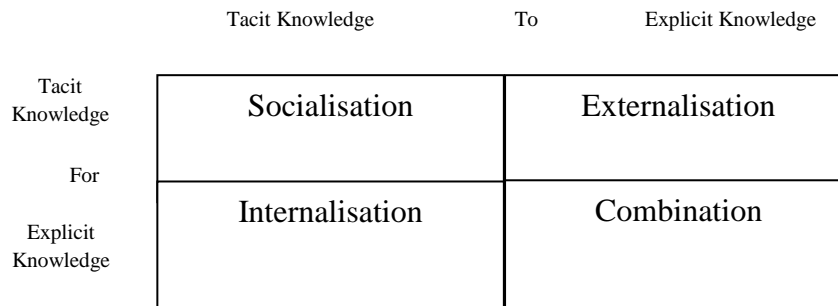 Tacit Knowledge To Explicit Knowledge
Tacit
Knowledge
Socialisation Externalisation
For
Internalisation Combination
Explicit
Knowledge